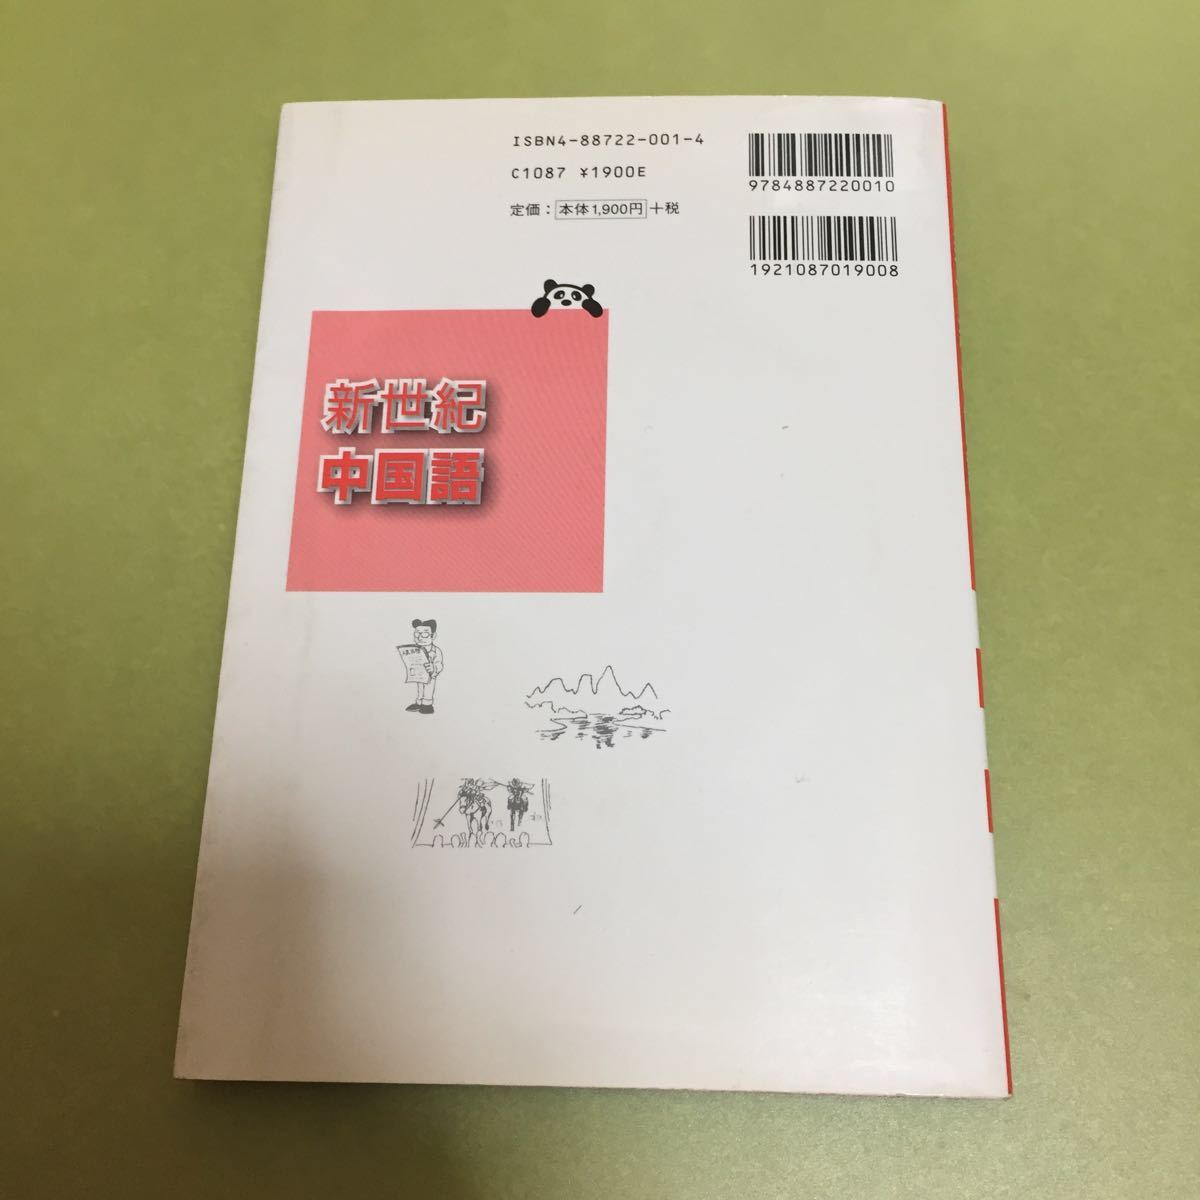 ISBN4-88722-001-4
C1087 ¥1900E
定価：本体1,900円+税
9784887220010
1921087019008
新世紀
中国語